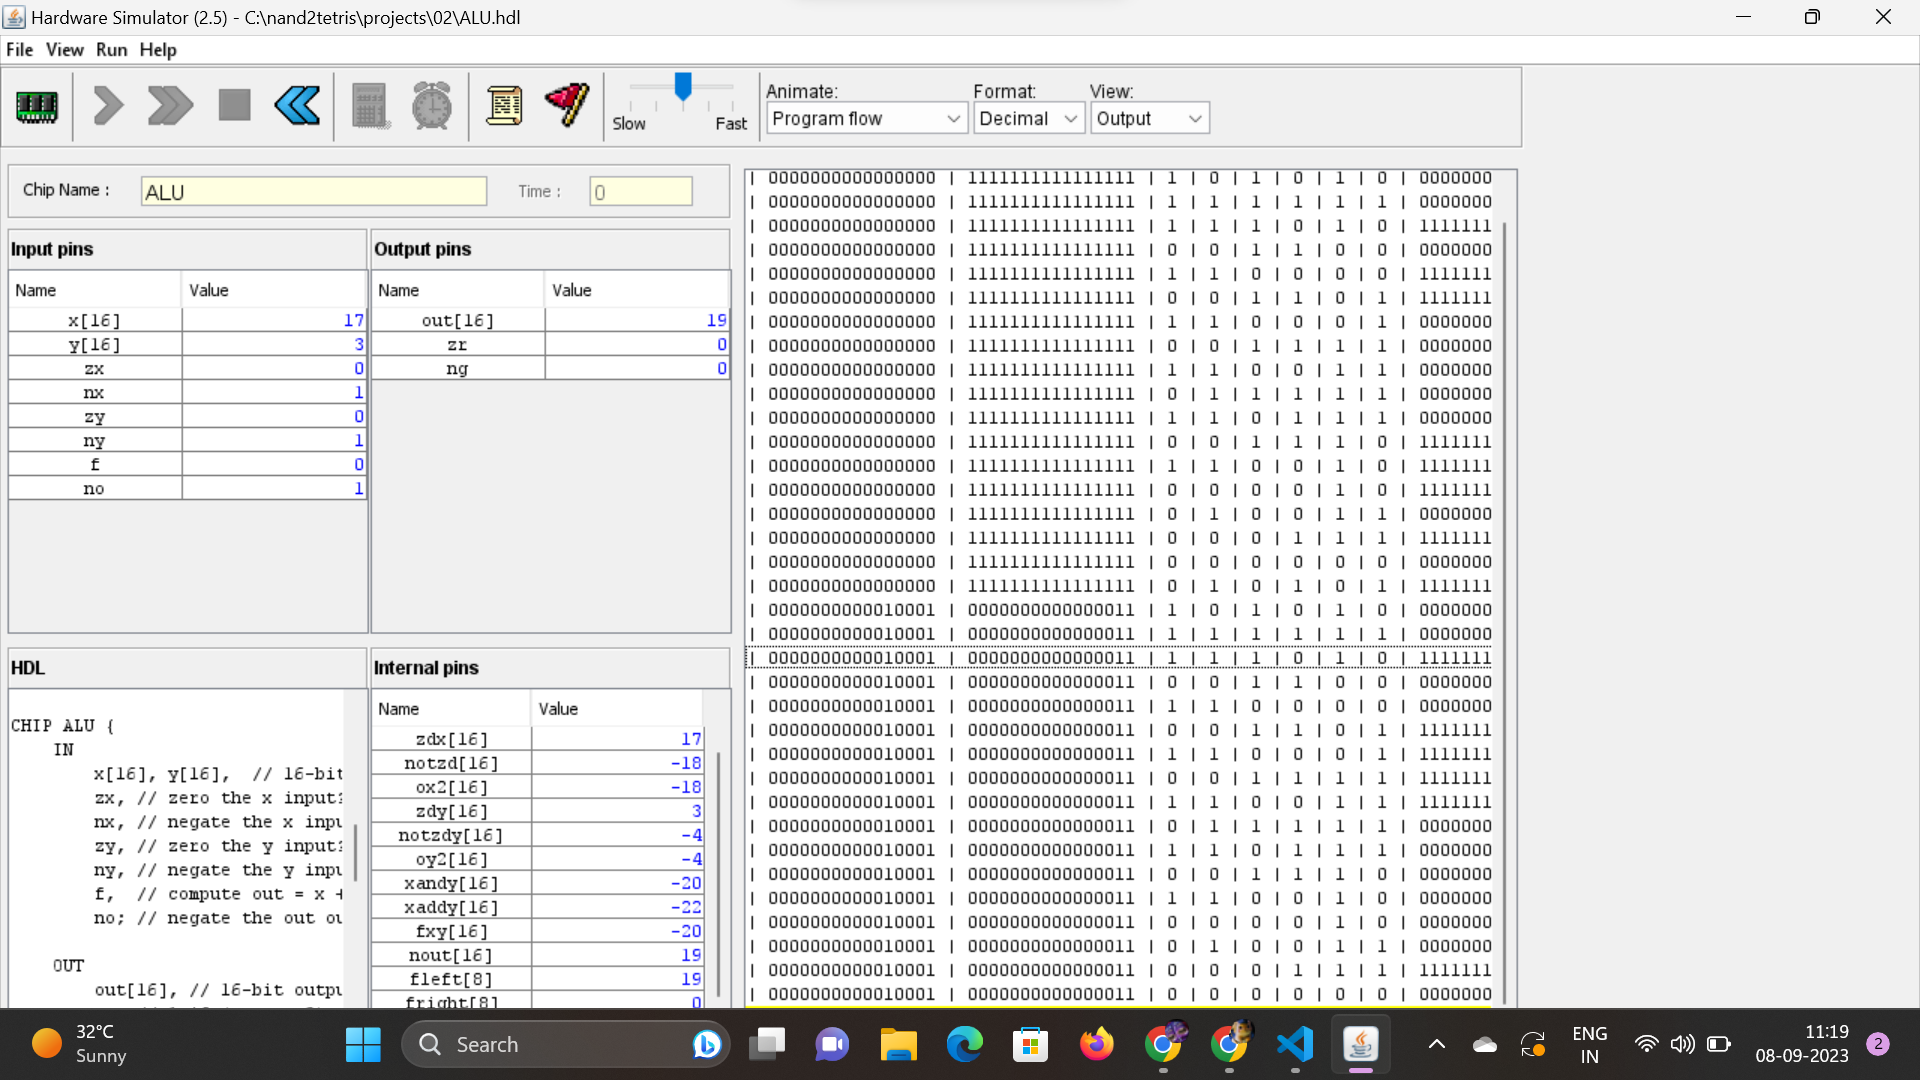 Hardware Simulator (2.5) - C:\nand2tetris\projects\02\ALU.hdl
File View Run Help
Animate: Format: View:
Slow Fast Program flow Decimal Output
Chip Name : ALU Time : 0
Input pins
Name Value
x[16] 17
y[16] 3
zx 0
nx 1
zy 0
ny 1
f 0
no 1
Output pins
Name Value
out[16] 19
zr 0
ng 0
HDL
CHIP ALU {
IN
x[16], y[16], // 16-bit
zx, // zero the x input?
nx, // negate the x inpu
zy, // zero the y input?
ny, // negate the y inpu
f, // compute out = x +
no; // negate the out ou
OUT
out[16], // 16-bit outpu
Internal pins
Name Value
zdx[16] 17
notzd[16] -18
ox2[16] -18
zdy[16] 3
notzdy[16] -4
oy2[16] -4
xandy[16] -20
xaddy[16] -22
fxy[16] -20
nout[16] 19
fleft[8] 19
fright[8] 0
| 0000000000000000 | 1111111111111111 | 1 | 0 | 1 | 0 | 1 | 0 | 0000000
| 0000000000000000 | 1111111111111111 | 1 | 1 | 1 | 1 | 1 | 1 | 0000000
| 0000000000000000 | 1111111111111111 | 1 | 1 | 1 | 0 | 1 | 0 | 1111111
| 0000000000000000 | 1111111111111111 | 0 | 0 | 1 | 1 | 0 | 0 | 0000000
| 0000000000000000 | 1111111111111111 | 1 | 1 | 0 | 0 | 0 | 0 | 1111111
| 0000000000000000 | 1111111111111111 | 0 | 0 | 1 | 1 | 0 | 1 | 1111111
| 0000000000000000 | 1111111111111111 | 1 | 1 | 0 | 0 | 0 | 1 | 0000000
| 0000000000000000 | 1111111111111111 | 0 | 0 | 1 | 1 | 1 | 1 | 0000000
| 0000000000000000 | 1111111111111111 | 1 | 1 | 0 | 0 | 1 | 1 | 0000000
| 0000000000000000 | 1111111111111111 | 0 | 1 | 1 | 1 | 1 | 1 | 0000000
| 0000000000000000 | 1111111111111111 | 1 | 1 | 0 | 1 | 1 | 1 | 0000000
| 0000000000000000 | 1111111111111111 | 0 | 0 | 1 | 1 | 1 | 0 | 1111111
| 0000000000000000 | 1111111111111111 | 1 | 1 | 0 | 0 | 1 | 0 | 1111111
| 0000000000000000 | 1111111111111111 | 0 | 0 | 0 | 0 | 1 | 0 | 1111111
| 0000000000000000 | 1111111111111111 | 0 | 1 | 0 | 0 | 1 | 1 | 0000000
| 0000000000000000 | 1111111111111111 | 0 | 0 | 0 | 1 | 1 | 1 | 1111111
| 0000000000000000 | 1111111111111111 | 0 | 0 | 0 | 0 | 0 | 0 | 0000000
| 0000000000000000 | 1111111111111111 | 0 | 1 | 0 | 1 | 0 | 1 | 1111111
| 0000000000010001 | 0000000000000011 | 1 | 0 | 1 | 0 | 1 | 0 | 0000000
| 0000000000010001 | 0000000000000011 | 1 | 1 | 1 | 1 | 1 | 1 | 0000000
| 0000000000010001 | 0000000000000011 | 1 | 1 | 1 | 0 | 1 | 0 | 1111111
| 0000000000010001 | 0000000000000011 | 0 | 0 | 1 | 1 | 0 | 0 | 0000000
| 0000000000010001 | 0000000000000011 | 1 | 1 | 0 | 0 | 0 | 0 | 0000000
| 0000000000010001 | 0000000000000011 | 0 | 0 | 1 | 1 | 0 | 1 | 1111111
| 0000000000010001 | 0000000000000011 | 1 | 1 | 0 | 0 | 0 | 1 | 1111111
| 0000000000010001 | 0000000000000011 | 0 | 0 | 1 | 1 | 1 | 1 | 1111111
| 0000000000010001 | 0000000000000011 | 1 | 1 | 0 | 0 | 1 | 1 | 1111111
| 0000000000010001 | 0000000000000011 | 0 | 1 | 1 | 1 | 1 | 1 | 0000000
| 0000000000010001 | 0000000000000011 | 1 | 1 | 0 | 1 | 1 | 1 | 0000000
| 0000000000010001 | 0000000000000011 | 0 | 0 | 1 | 1 | 1 | 0 | 0000000
| 0000000000010001 | 0000000000000011 | 1 | 1 | 0 | 0 | 1 | 0 | 0000000
| 0000000000010001 | 0000000000000011 | 0 | 0 | 0 | 0 | 1 | 0 | 0000000
| 0000000000010001 | 0000000000000011 | 0 | 1 | 0 | 0 | 1 | 1 | 0000000
| 0000000000010001 | 0000000000000011 | 0 | 0 | 0 | 1 | 1 | 1 | 1111111
| 0000000000010001 | 0000000000000011 | 0 | 0 | 0 | 0 | 0 | 0 | 0000000
32°C
Sunny
Search
ENG
IN
11:19
08-09-2023
2